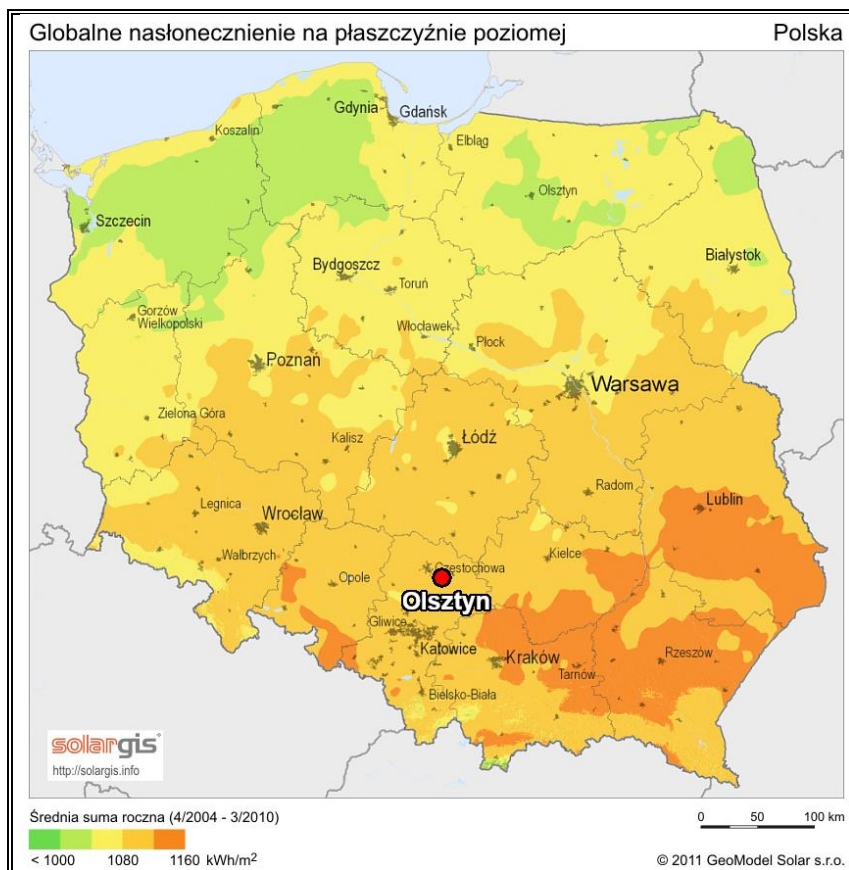 Globalne nasłonecznienie na płaszczyźnie poziomej Polska
Gdynia
Gdańsk
Koszalin
Elbląg
Olsztyn
Szczecin
Białystok
Bydgoszcz
Toruń
Gorzów
Wielkopolski
Włocławek
Płock
Poznań
Warsawa
Zielona Góra
Kalisz
Łódź
Radom
Legnica
Wrocław
Lublin
Wałbrzych
Opole
Częstochowa
Kielce
Olsztyn
Gliwice
Katowice
Kraków
Tarnów
Rzeszów
Bielsko-Biała
solargis
http://solargis.info
Średnia suma roczna (4/2004 - 3/2010)
0 50 100 km
< 1000 1080 1160 kWh/m²
© 2011 GeoModel Solar s.r.o.